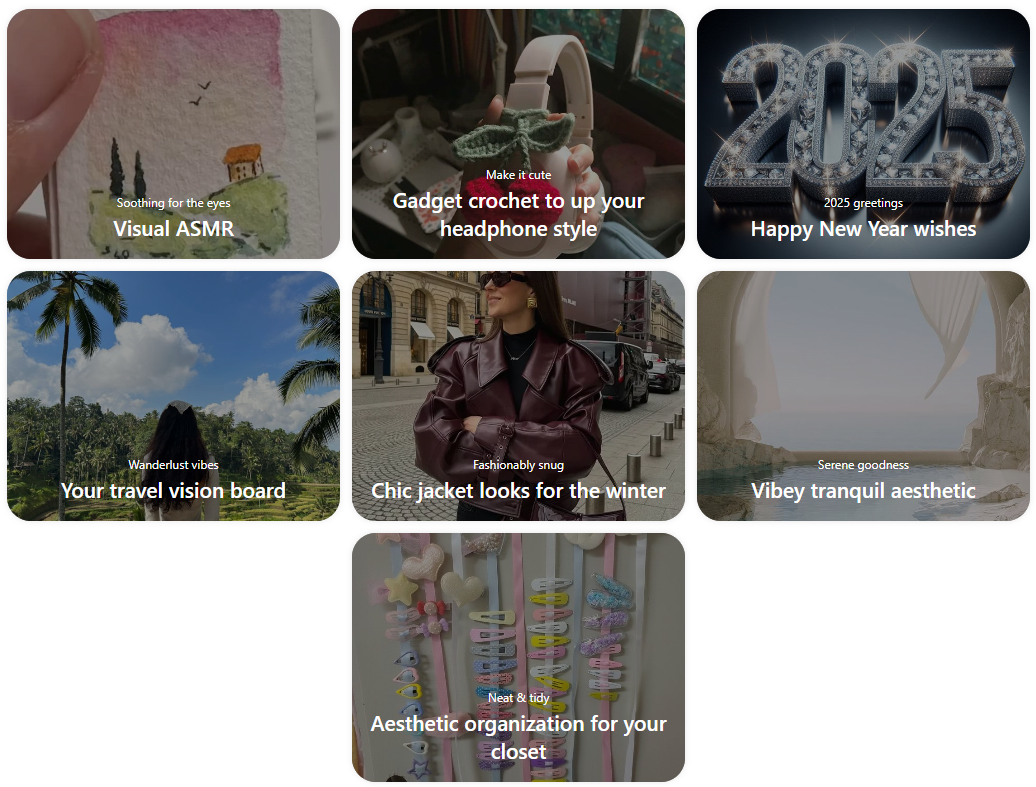 Soothing for the eyes
Visual ASMR
Make it cute
Gadget crochet to up your
headphone style
2025
2025 greetings
Happy New Year wishes
Wanderlust vibes
Your travel vision board
Fashionably snug
Chic jacket looks for the winter
Serene goodness
Vibey tranquil aesthetic
Neat & tidy
Aesthetic organization for your
closet